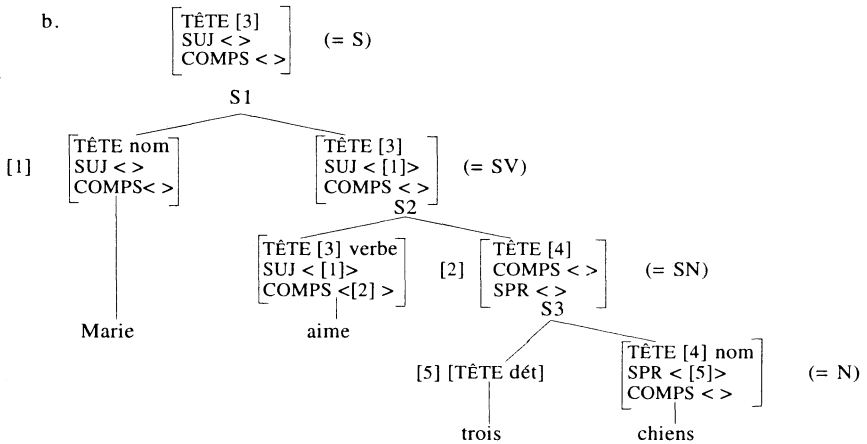 b.
TÊTE [3]
SUJ < > (= S)
COMPS < >
S1
TÊTE nom
[1] SUJ < >
COMPS< >
TÊTE [3]
SUJ < [1]> (= SV)
COMPS < >
S2
TÊTE [3] verbe
SUJ < [1]>
COMPS <[2] >
TÊTE [4]
[2] COMPS < > (= SN)
SPR < >
S3
Marie
aime
[5] [TÊTE dét]
TÊTE [4] nom
SPR < [5]> (= N)
COMPS < >
trois
chiens